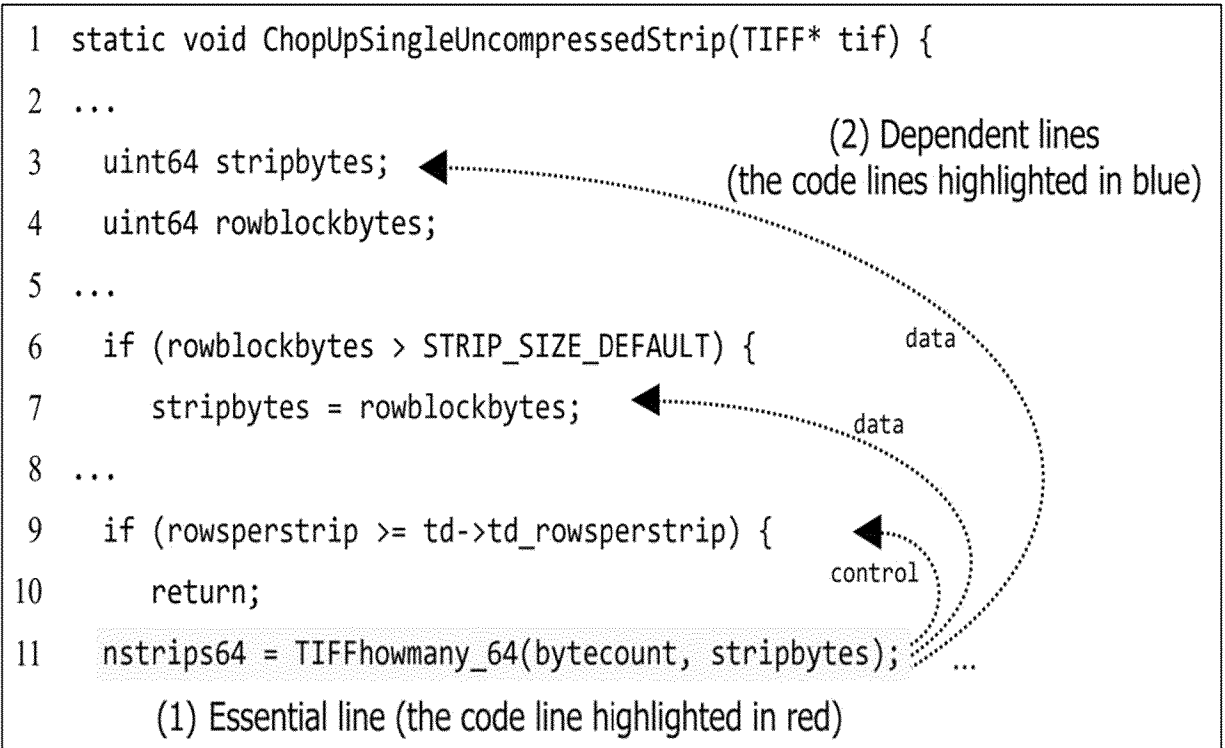 1 static void ChopUpSingleUncompressedStrip(TIFF* tif) {
2 ...
(2) Dependent lines
(the code lines highlighted in blue)
3 uint64 stripbytes;
4 uint64 rowblockbytes;
5 ...
6 if (rowblockbytes > STRIP_SIZE_DEFAULT) {
data
7 stripbytes = rowblockbytes;
data
8 ...
9 if (rowsperstrip >= td->td_rowsperstrip) {
control
10 return;
11 nstrips64 = TIFFhowmany_64(bytecount, stripbytes); ...
(1) Essential line (the code line highlighted in red)